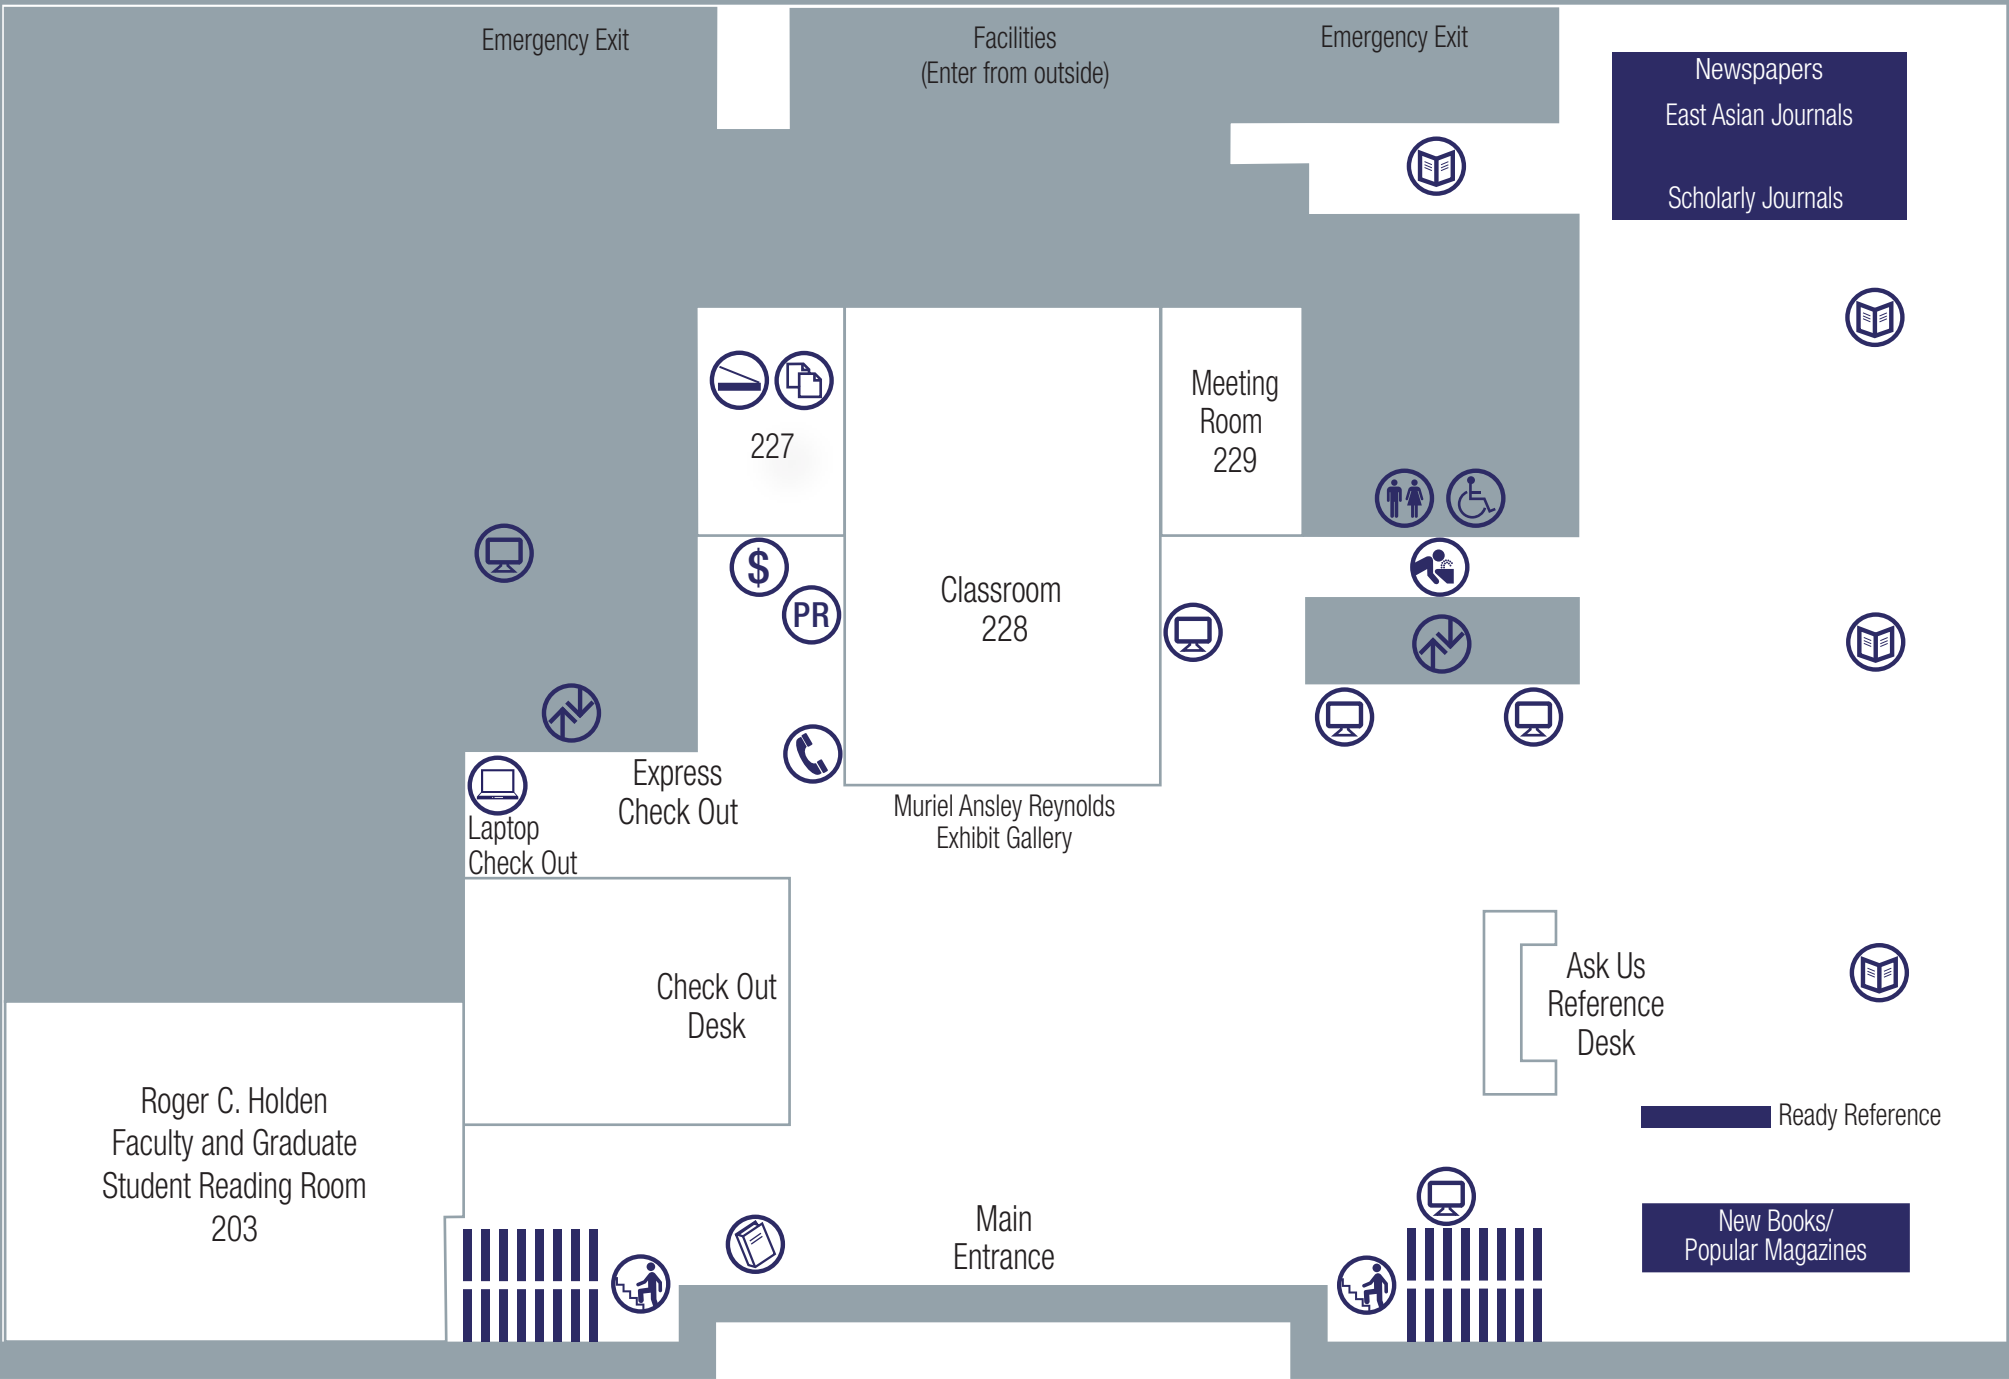 Emergency Exit
Facilities
(Enter from outside)
Emergency Exit
Newspapers
East Asian Journals
Scholarly Journals
227
Meeting
Room
229
$
PR
Classroom
228
Express
Check Out
Laptop
Check Out
Muriel Ansley Reynolds
Exhibit Gallery
Check Out
Desk
Ask Us
Reference
Desk
Roger C. Holden
Faculty and Graduate
Student Reading Room
203
Ready Reference
Main
Entrance
New Books/
Popular Magazines